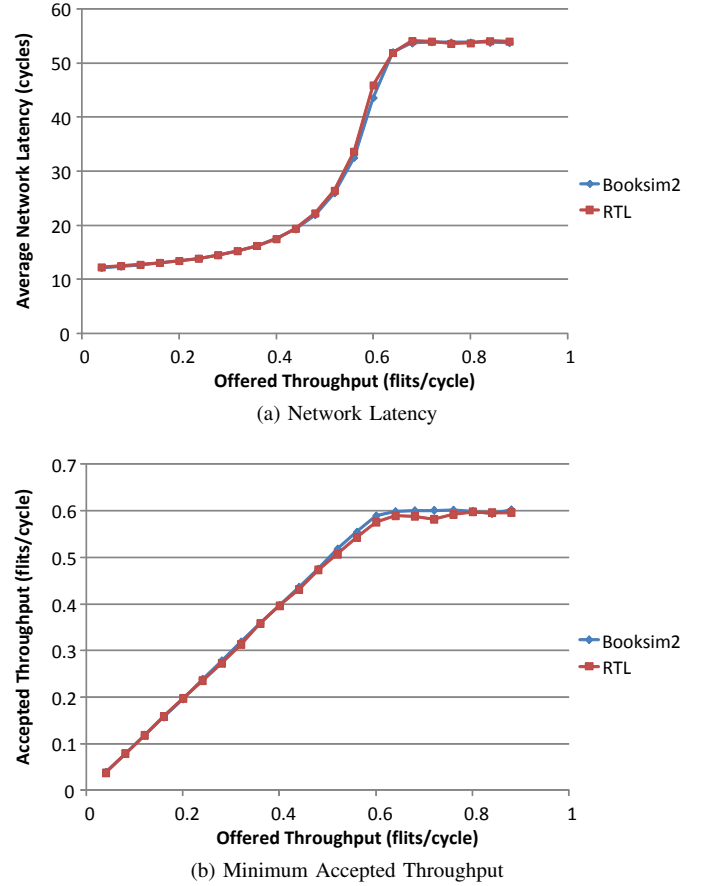 60
50
40
30
20
10
0
Average Network Latency (cycles)
0 0.2 0.4 0.6 0.8 1
Offered Throughput (flits/cycle)
Booksim2
RTL
(a) Network Latency
0.7
0.6
0.5
0.4
0.3
0.2
0.1
0
Accepted Throughput (flits/cycle)
0 0.2 0.4 0.6 0.8 1
Offered Throughput (flits/cycle)
Booksim2
RTL
(b) Minimum Accepted Throughput